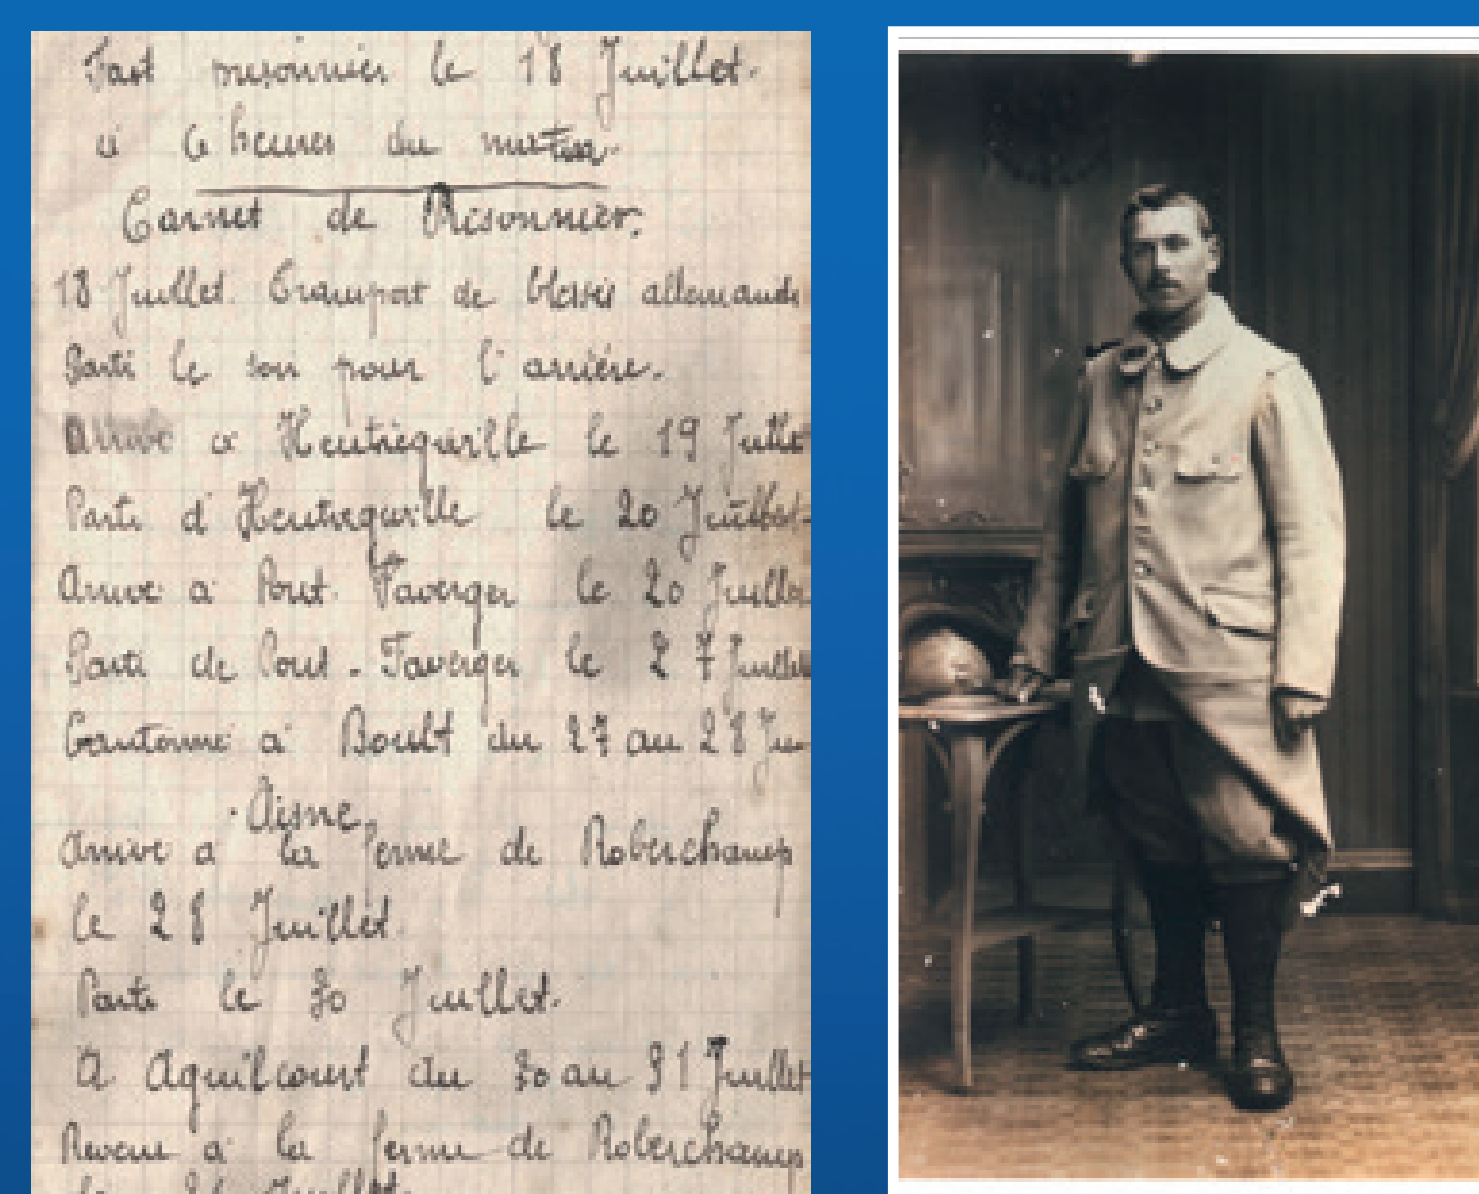 Fait prisonnier le 18 Juillet.
à 6 heures du matin.
Carnet de Prisonnier.
18 Juillet. Transport de blessés allemands
Parti le soir pour l'arrière.
Arrivé à Heutrégiville le 19 Juillet
Parti d'Heutrégiville le 20 Juillet.
Arrivé à Pont Faverger le 20 Juillet
Parti de Pont-Faverger le 27 Juillet
Cantonné à Boult du 27 au 28 Jui
Aisne
Arrivé à la ferme de Roberchamp
le 28 Juillet.
Parti le 30 Juillet.
A Aguilcourt du 30 au 31 Juillet
Revenu à la ferme de Roberchamp
le 31 Juillet.